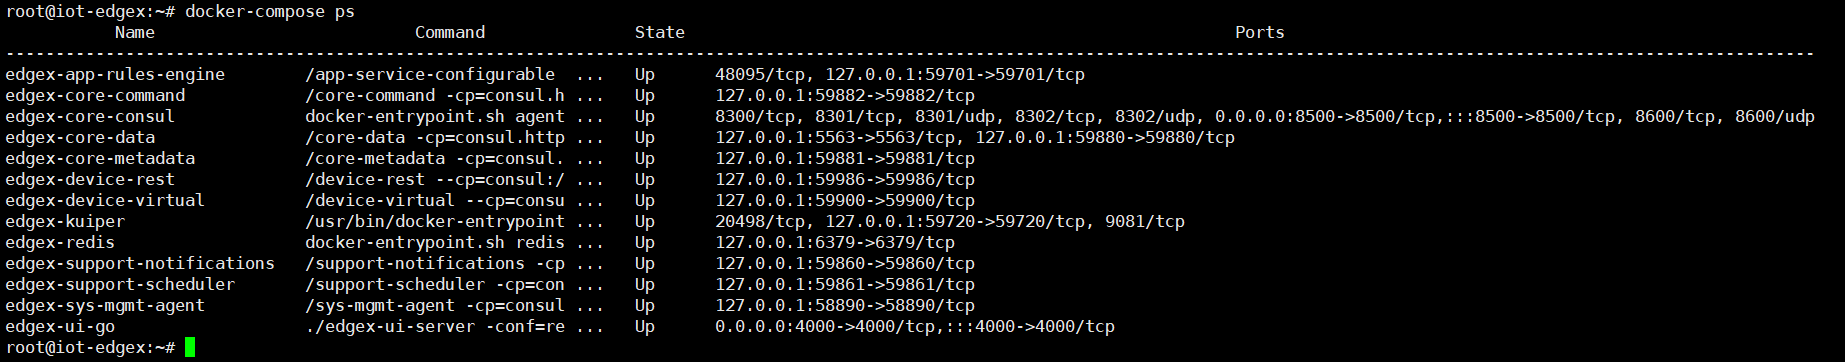 root@iot-edgex:~# docker-compose ps
Name Command State Ports
--------------------------------------------------------------------------------------------------------------------------------------------------------------------------------------
edgex-app-rules-engine /app-service-configurable ... Up 48095/tcp, 127.0.0.1:59701->59701/tcp
edgex-core-command /core-command -cp=consul.h ... Up 127.0.0.1:59882->59882/tcp
edgex-core-consul docker-entrypoint.sh agent ... Up 8300/tcp, 8301/tcp, 8301/udp, 8302/tcp, 8302/udp, 0.0.0.0:8500->8500/tcp,:::8500->8500/tcp, 8600/tcp, 8600/udp
edgex-core-data /core-data -cp=consul.http ... Up 127.0.0.1:5563->5563/tcp, 127.0.0.1:59880->59880/tcp
edgex-core-metadata /core-metadata -cp=consul. ... Up 127.0.0.1:59881->59881/tcp
edgex-device-rest /device-rest --cp=consul:/ ... Up 127.0.0.1:59986->59986/tcp
edgex-device-virtual /device-virtual --cp=consu ... Up 127.0.0.1:59900->59900/tcp
edgex-kuiper /usr/bin/docker-entrypoint ... Up 20498/tcp, 127.0.0.1:59720->59720/tcp, 9081/tcp
edgex-redis docker-entrypoint.sh redis ... Up 127.0.0.1:6379->6379/tcp
edgex-support-notifications /support-notifications -cp ... Up 127.0.0.1:59860->59860/tcp
edgex-support-scheduler /support-scheduler -cp=con ... Up 127.0.0.1:59861->59861/tcp
edgex-sys-mgmt-agent /sys-mgmt-agent -cp=consul ... Up 127.0.0.1:58890->58890/tcp
edgex-ui-go ./edgex-ui-server -conf=re ... Up 0.0.0.0:4000->4000/tcp,:::4000->4000/tcp
root@iot-edgex:~#